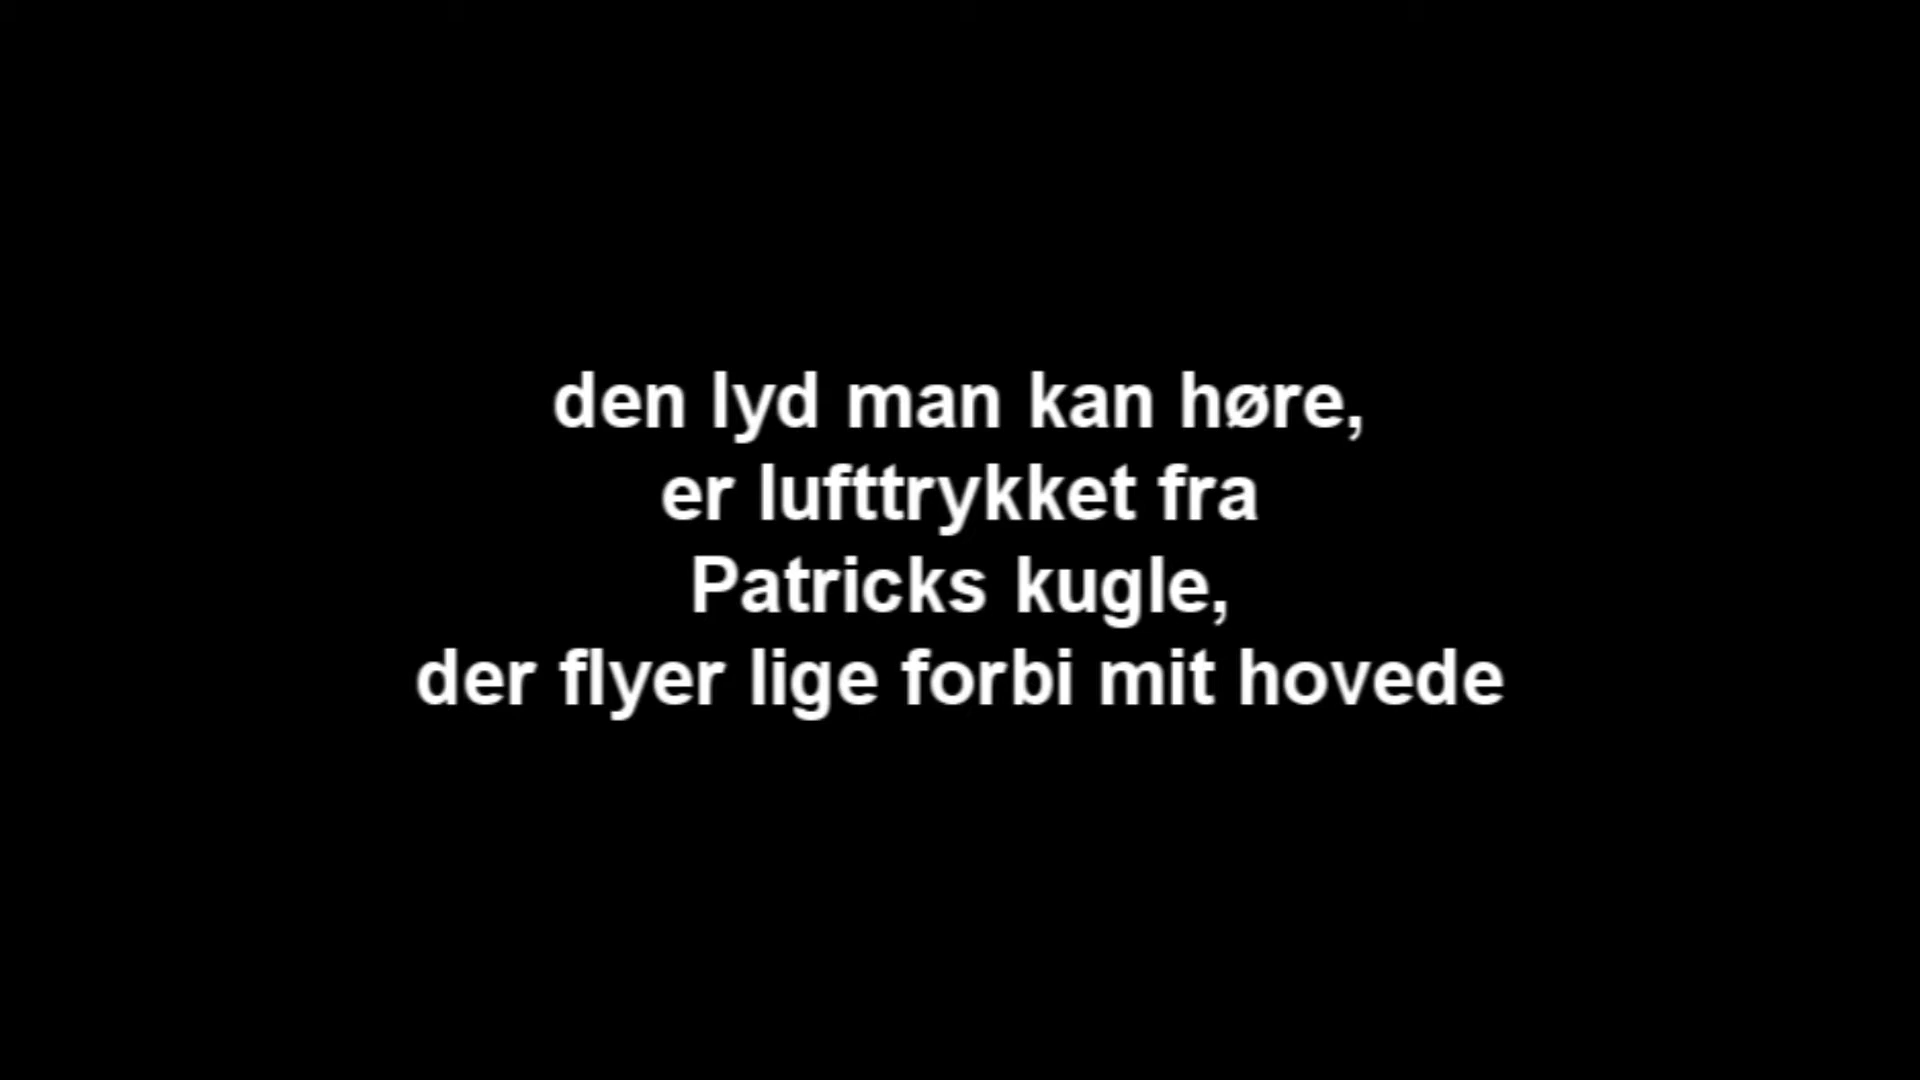 den lyd man kan høre,
er lufttrykket fra
Patricks kugle,
der flyer lige forbi mit hovede